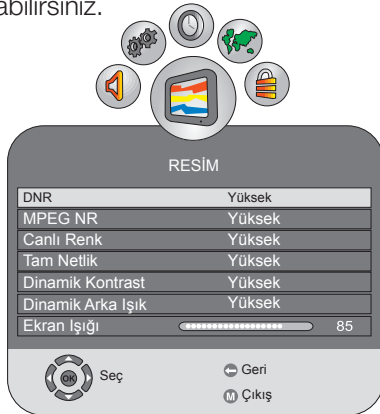 abilirsiniz.
RESİM
DNR Yüksek
MPEG NR Yüksek
Canlı Renk Yüksek
Tam Netlik Yüksek
Dinamik Kontrast Yüksek
Dinamik Arka Işık Yüksek
Ekran Işığı 85
OK Seç Geri
M Çıkış